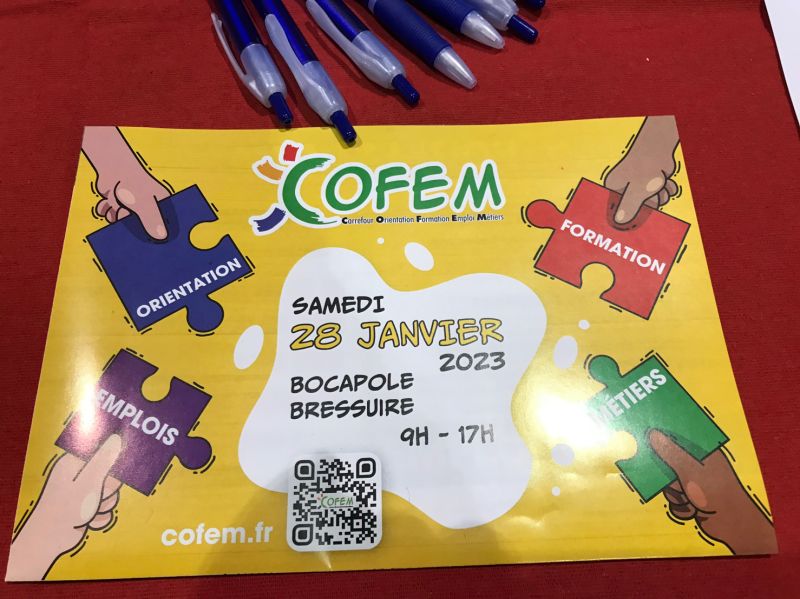 COFEM
Carrefour Orientation Formation Emploi Métiers
ORIENTATION
FORMATION
SAMEDI
28 JANVIER
2023
BOCAPOLE
BRESSUIRE
9H - 17H
EMPLOIS
MÉTIERS
cofem.fr
COFEM